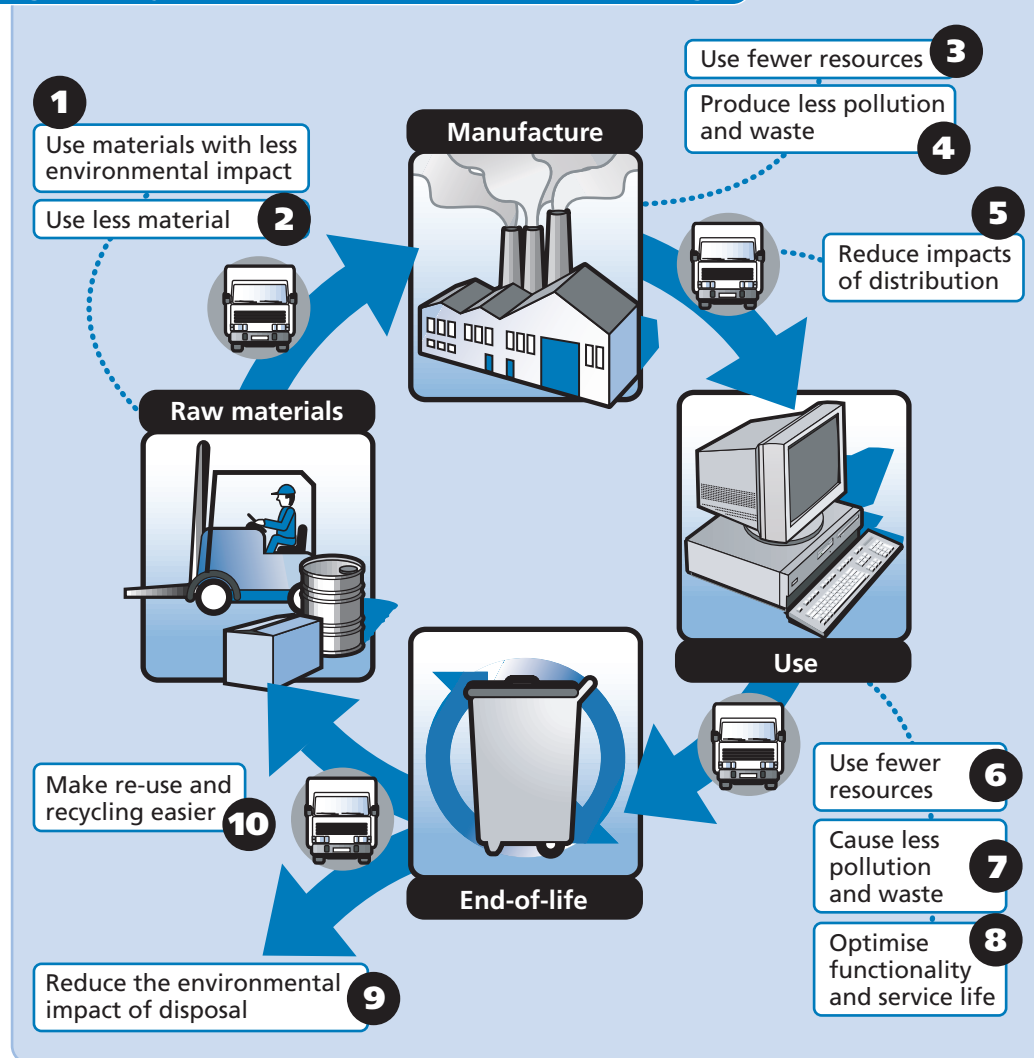 1
Use materials with less
environmental impact
Use less material
2
Manufacture
Use fewer resources
3
Produce less pollution
and waste
4
5
Reduce impacts
of distribution
Raw materials
Use
Use fewer
resources
6
Cause less
pollution
and waste
7
Optimise
functionality
and service life
8
End-of-life
Make re-use and
recycling easier
10
Reduce the environmental
impact of disposal
9